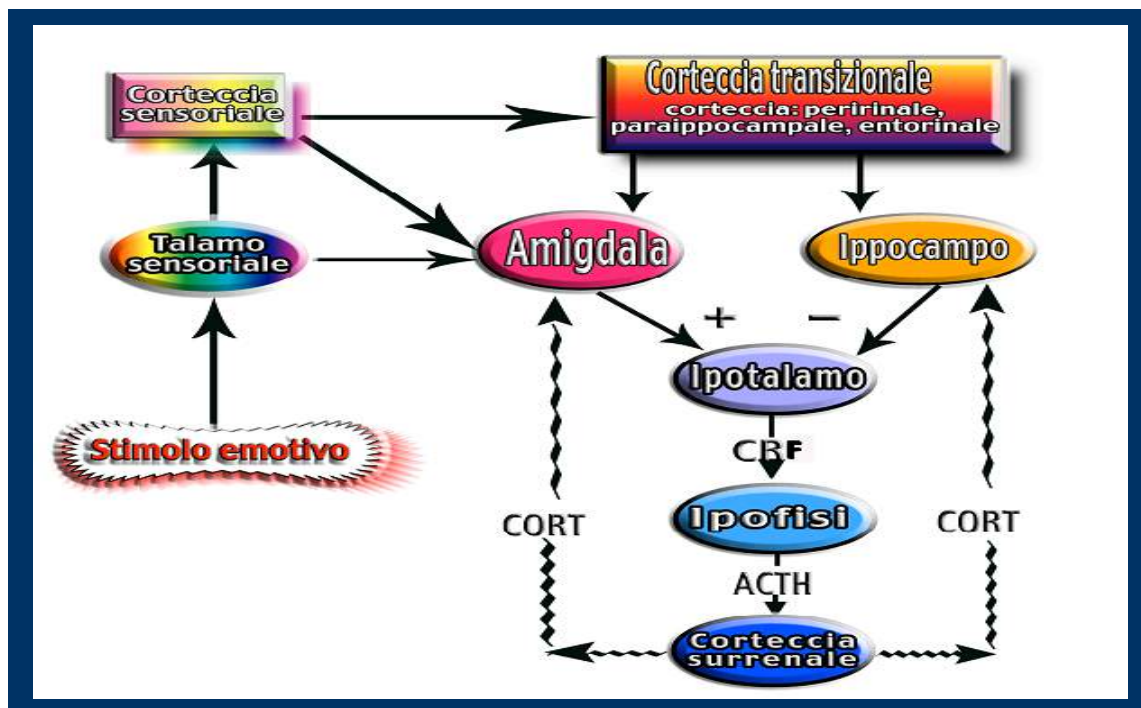 Corteccia
sensoriale
Corteccia transizionale
corteccia: peririnale,
paraippocampale, entorinale
Talamo
sensoriale
Amigdala
Ippocampo
+
−
Ipotalamo
Stimolo emotivo
CRF
Ipofisi
CORT
CORT
ACTH
Corteccia
surrenale